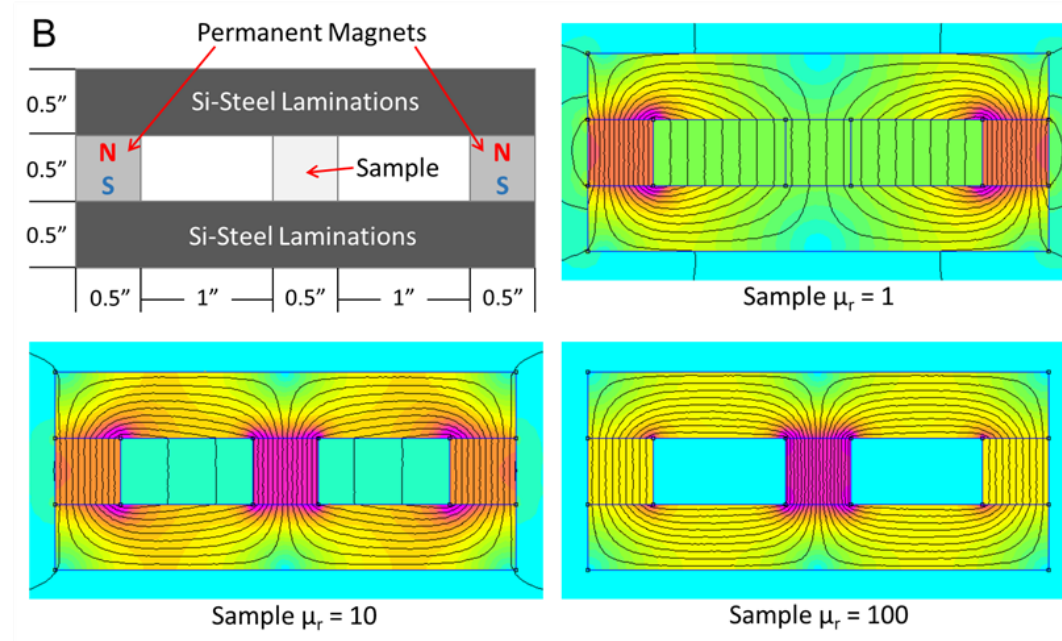 B
Permanent Magnets
0.5”
Si-Steel Laminations
0.5”
N
S
Sample
N
S
0.5”
Si-Steel Laminations
0.5” 1” 0.5” 1” 0.5”
Sample μr = 1
Sample μr = 10
Sample μr = 100